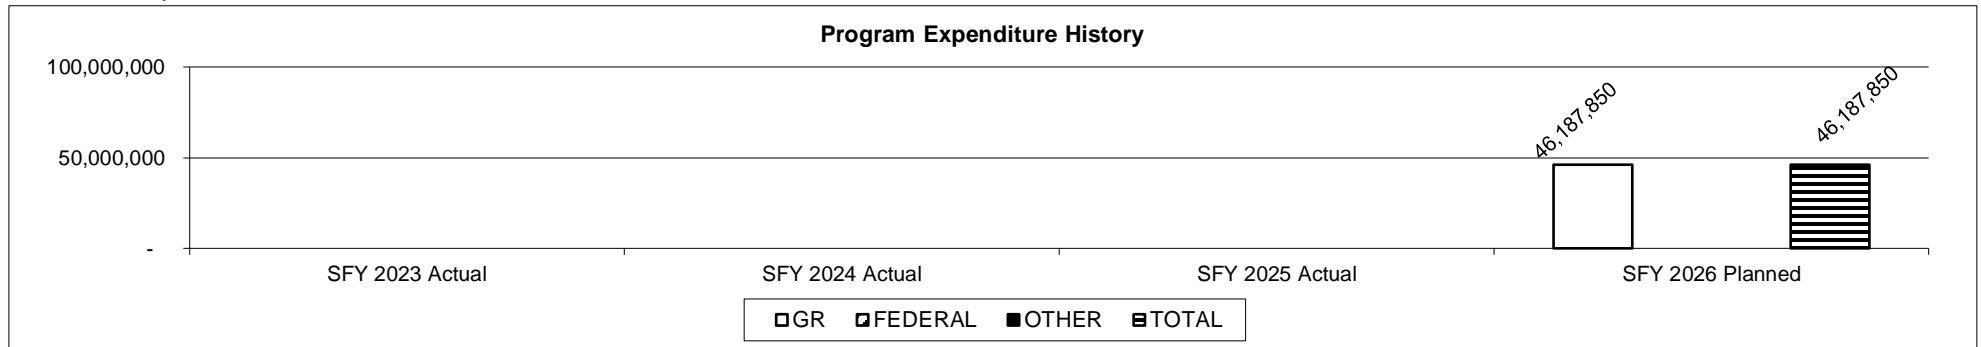 Program Expenditure History
100,000,000
50,000,000
-
46,187,850
46,187,850
SFY 2023 Actual SFY 2024 Actual SFY 2025 Actual SFY 2026 Planned
GR FEDERAL OTHER TOTAL